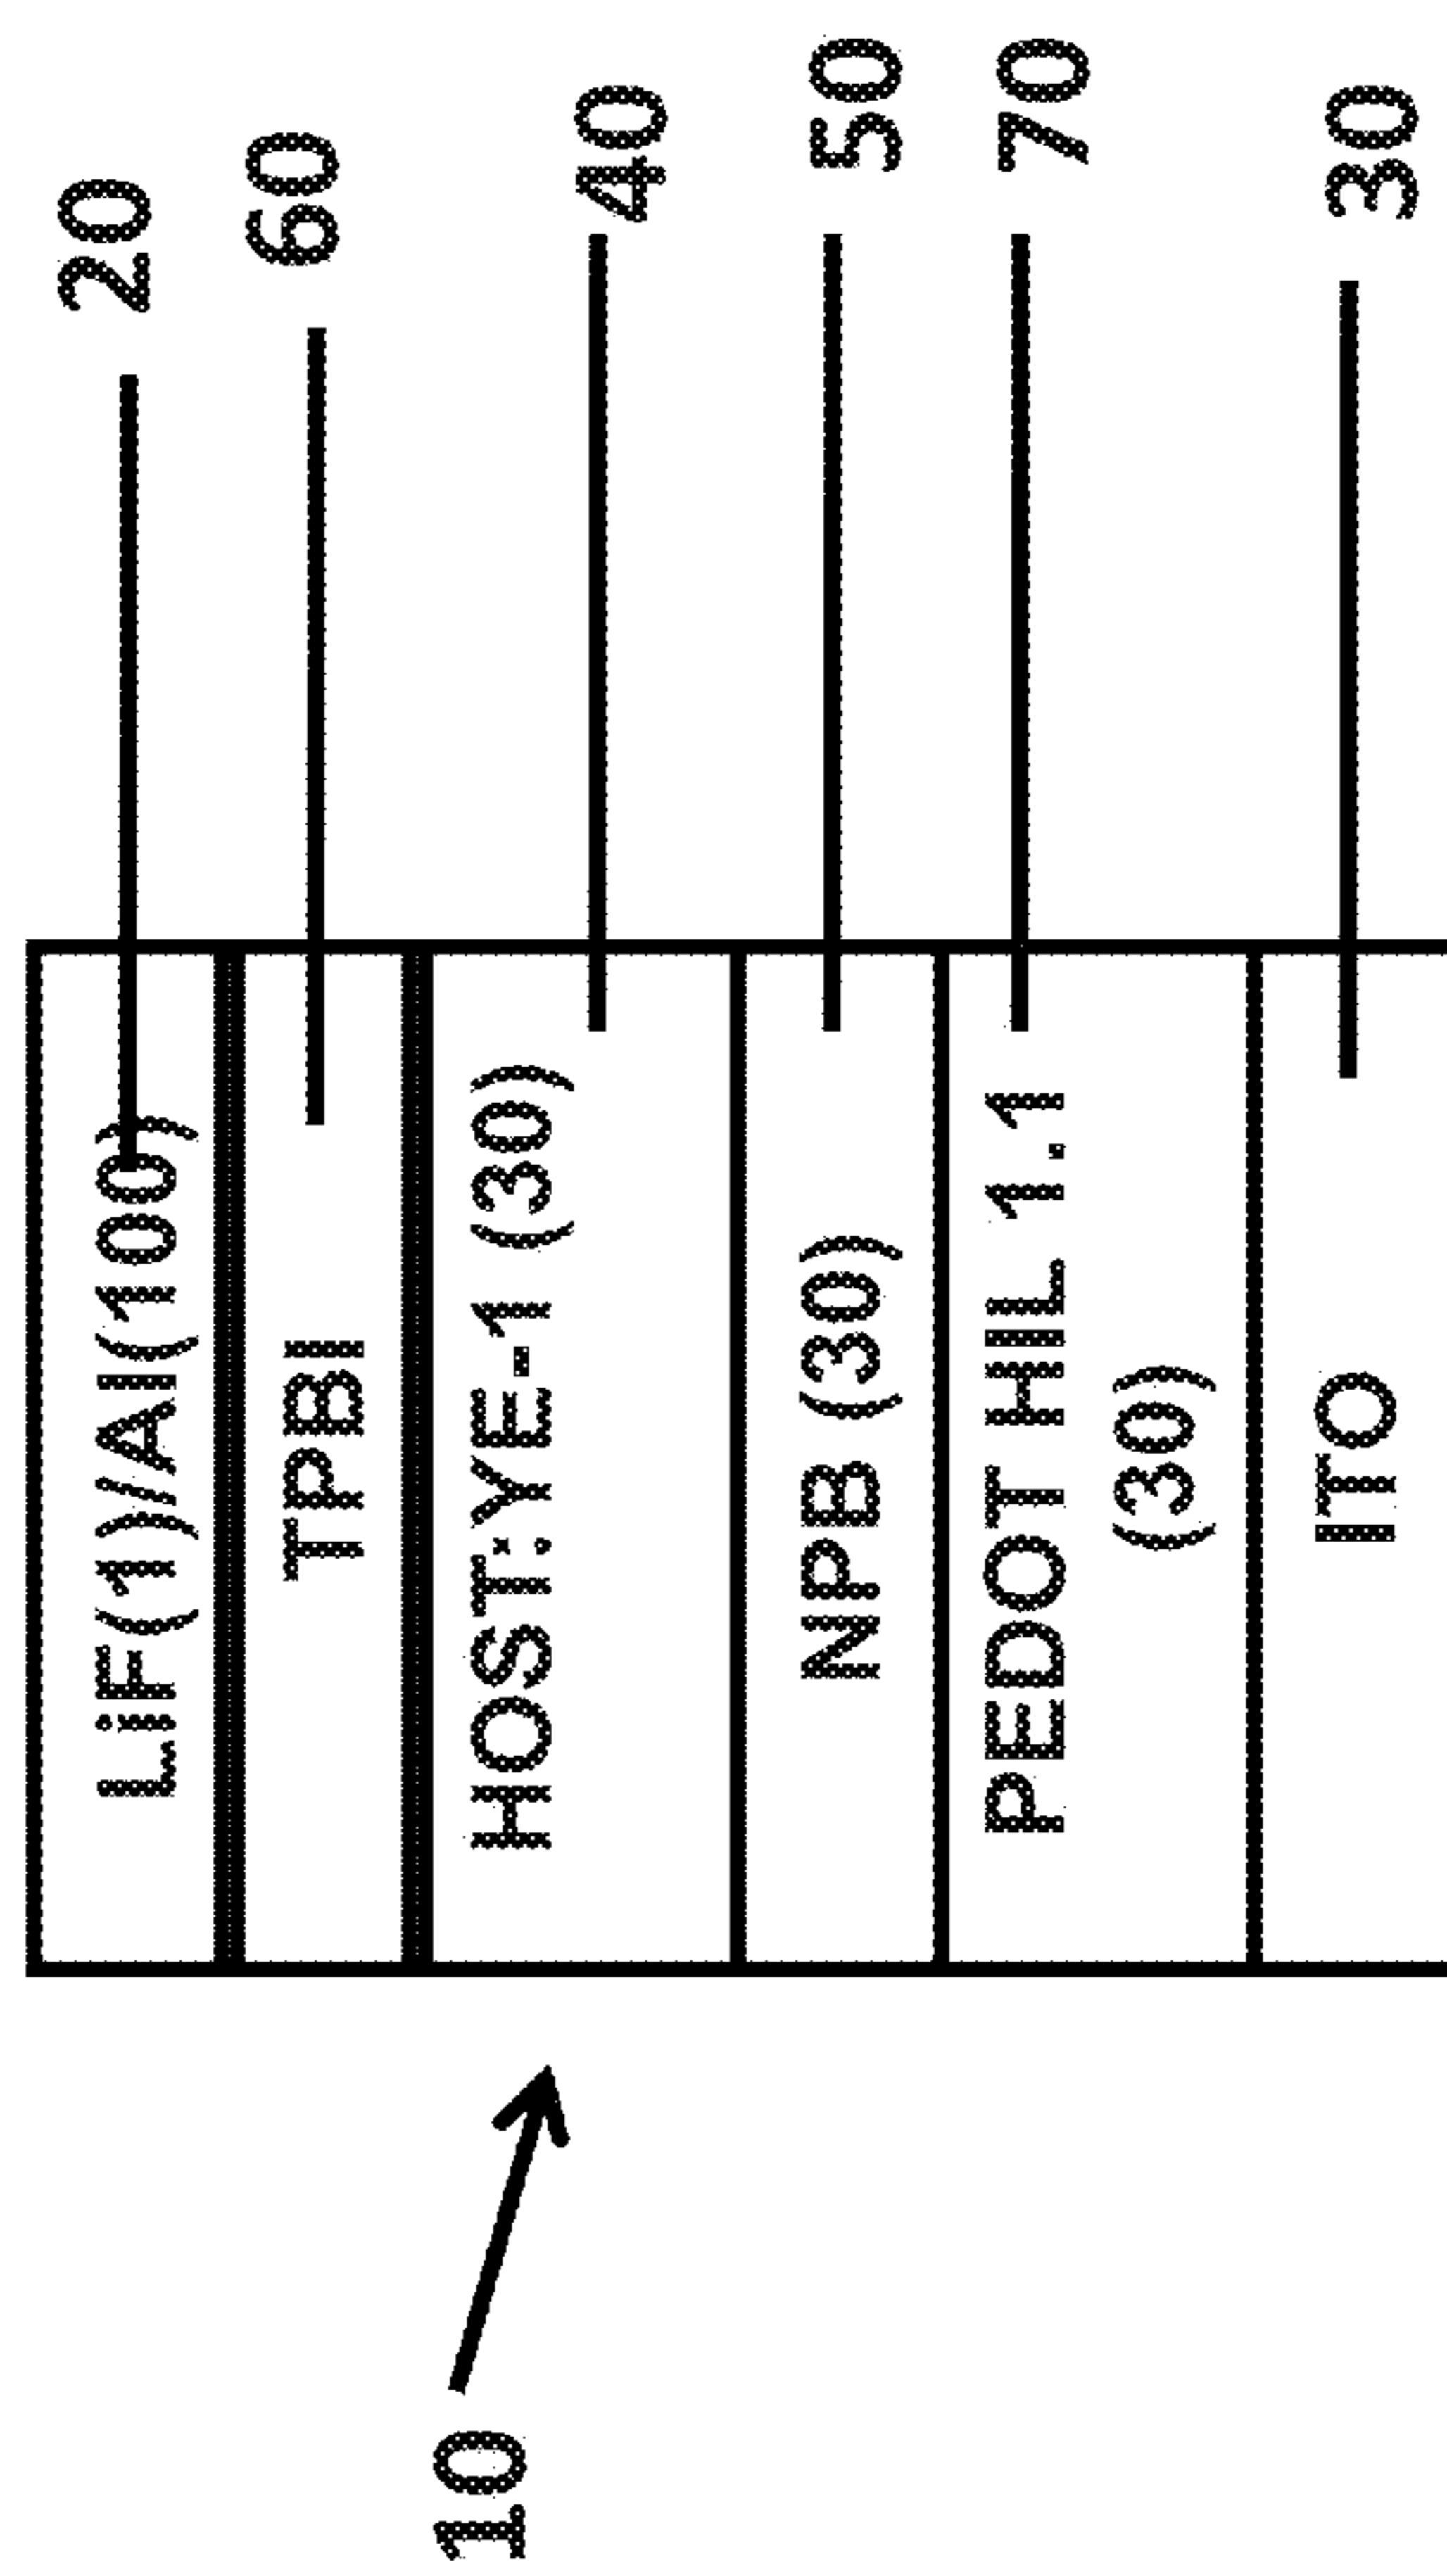 20
LiF(1)//Al(100)
60
TPBI
10
HOST:YE-1 (30)
40
NPB (30)
50
PEDOT HIL 1.1
(30)
70
ITO
30